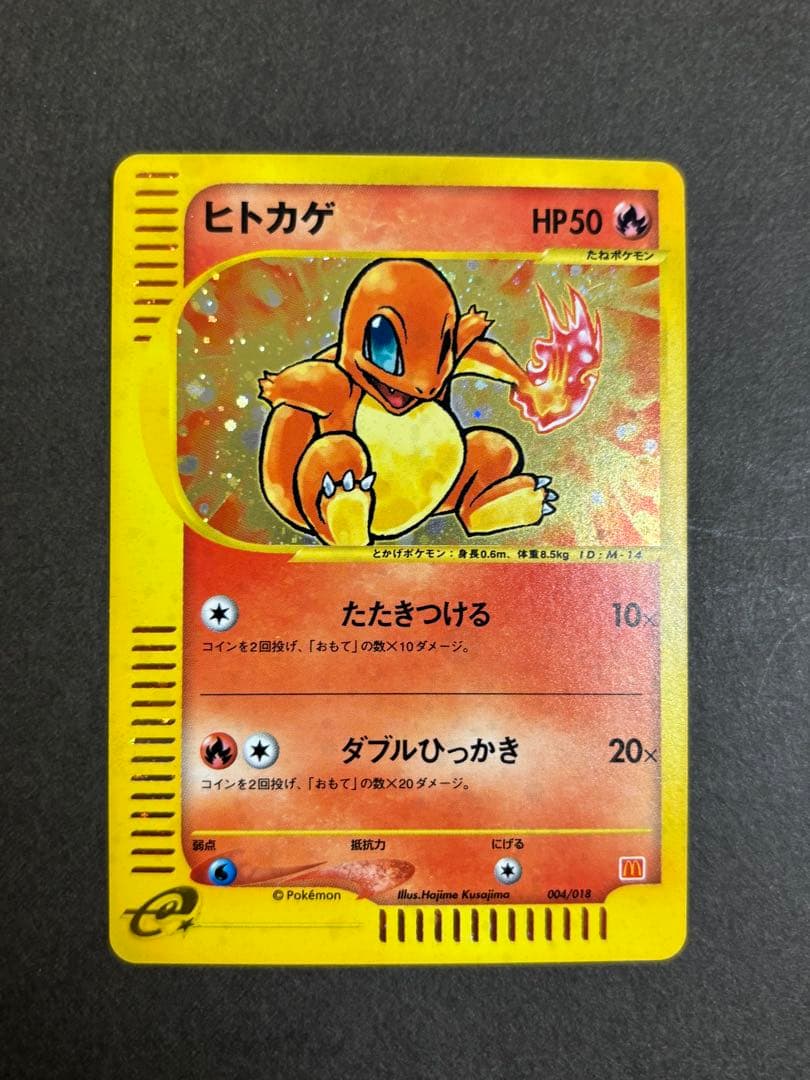 ヒトカゲ HP50
たねポケモン
とかげポケモン：身長0.6m、体重8.5kg ID:M-14
たたきつける 10×
コインを2回投げ、「おもて」の数×10ダメージ。
ダブルひっかき 20×
コインを2回投げ、「おもて」の数×20ダメージ。
弱点 抵抗力 にげる
e
© Pokémon Illus.Hajime Kusajima 004/018